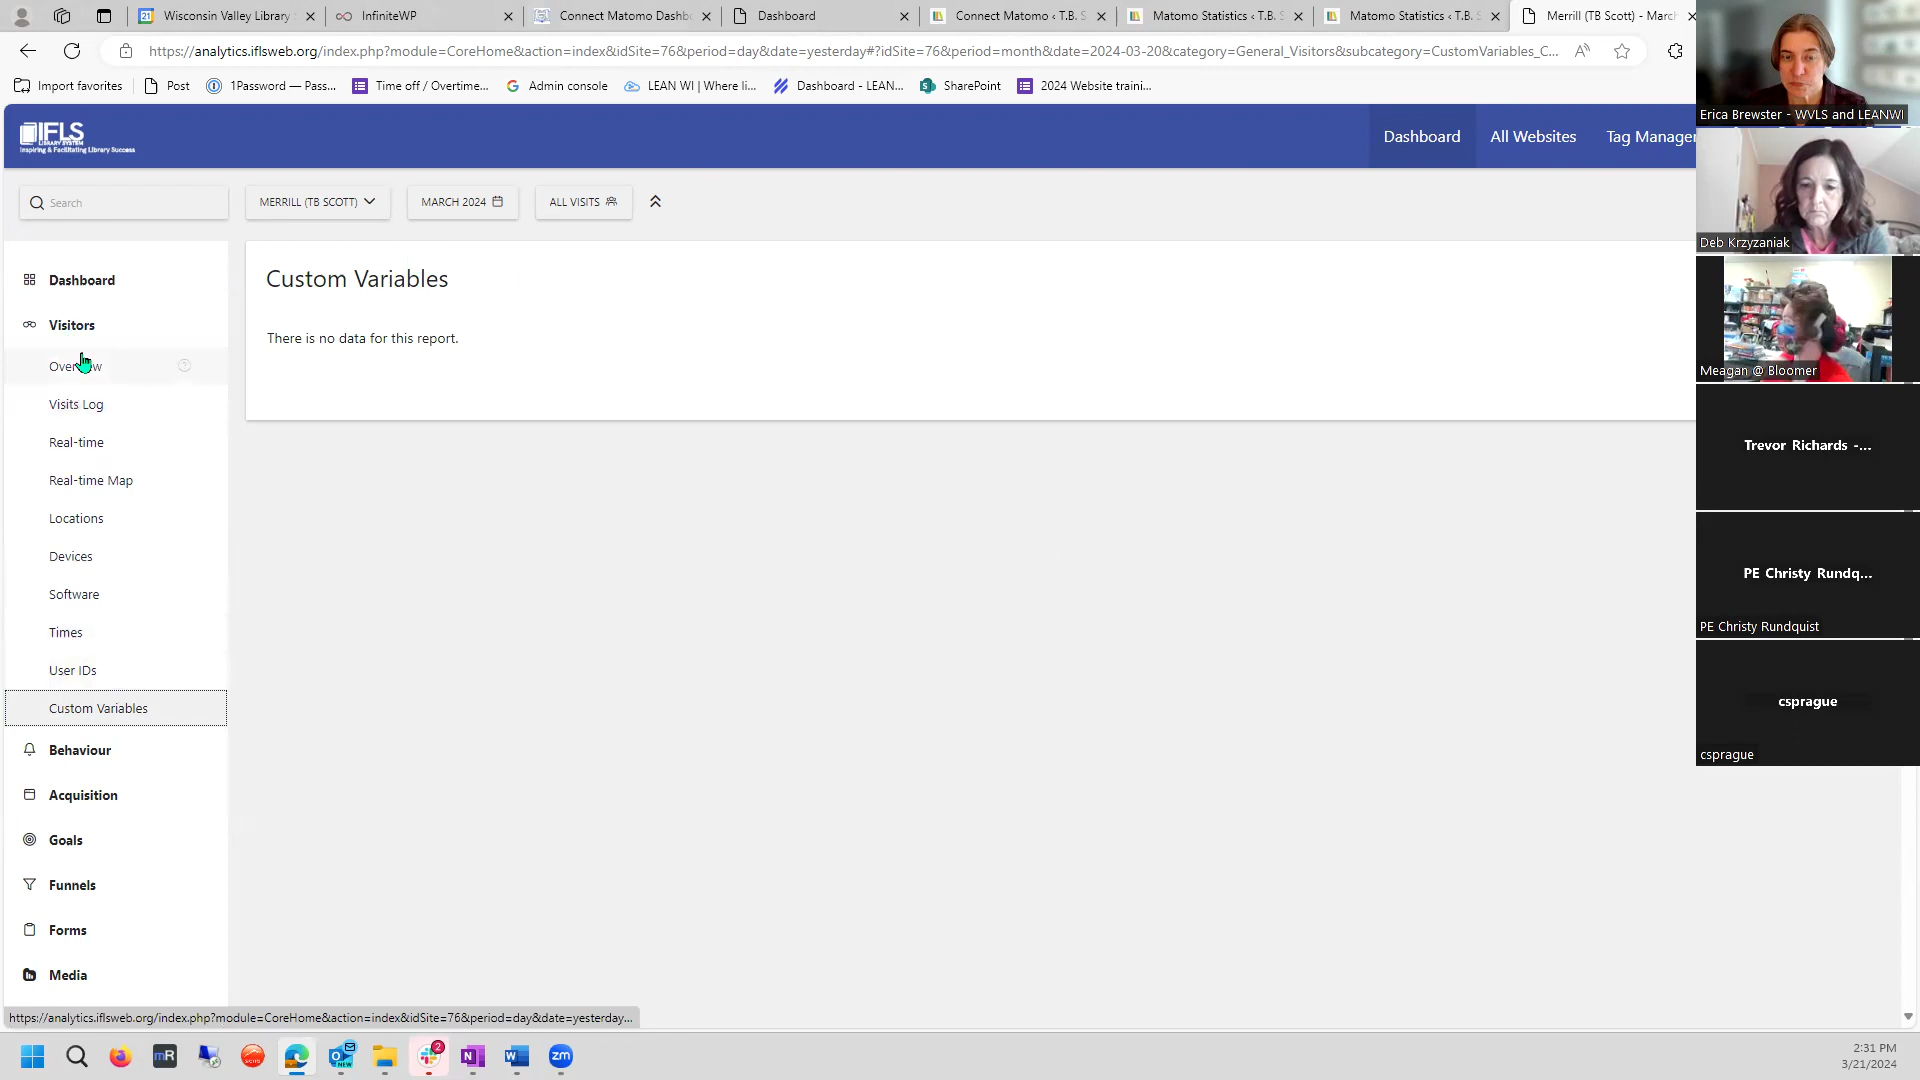 Wisconsin Valley Library
InfiniteWP
Connect Matomo Dashb
Dashboard
Connect Matomo ‹ T.B. S
Matomo Statistics ‹ T.B. S
Matomo Statistics ‹ T.B. S
Merrill (TB Scott) - March
https://analytics.iflsweb.org/index.php?module=CoreHome&action=index&idSite=76&period=day&date=yesterday#?idSite=76&period=month&date=2024-03-20&category=General_Visitors&subcategory=CustomVariables_C...
Import favorites
Post
1Password — Pass...
Time off / Overtime...
Admin console
LEAN WI | Where li...
Dashboard - LEAN...
SharePoint
2024 Website traini...
IFLS
LIBRARY SYSTEM
Inspiring & Facilitating Library Success
Dashboard
All Websites
Tag Manager
Search
MERRILL (TB SCOTT)
MARCH 2024
ALL VISITS
Dashboard
Visitors
Overview
Visits Log
Real-time
Real-time Map
Locations
Devices
Software
Times
User IDs
Custom Variables
Behaviour
Acquisition
Goals
Funnels
Forms
Media
Custom Variables
There is no data for this report.
Erica Brewster - WVLS and LEANWI
Deb Krzyzaniak
Meagan @ Bloomer
Trevor Richards -...
PE Christy Rundq...
PE Christy Rundquist
csprague
csprague
https://analytics.iflsweb.org/index.php?module=CoreHome&action=index&idSite=76&period=day&date=yesterday...
21
mR
NEW
2
N
W
zm
2:31 PM
3/21/2024